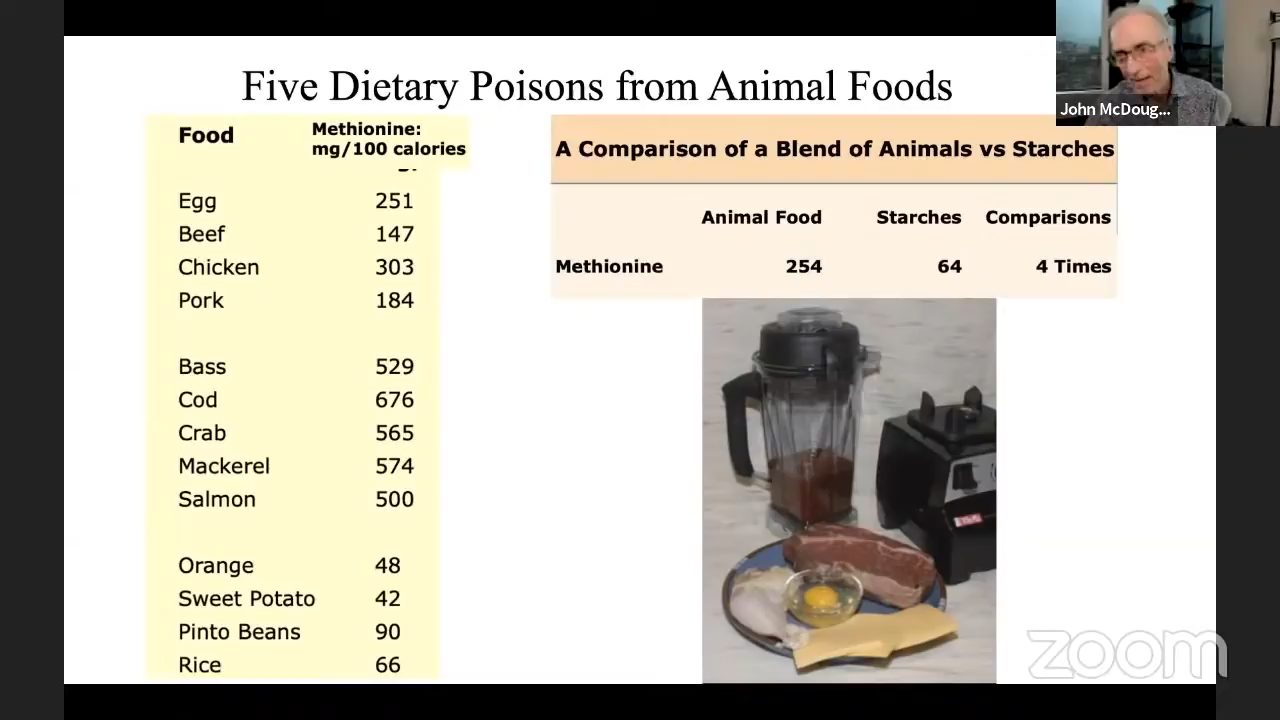 Five Dietary Poisons from Animal Foods
John McDoug...
Food Methionine:
mg/100 calories
Egg 251
Beef 147
Chicken 303
Pork 184
Bass 529
Cod 676
Crab 565
Mackerel 574
Salmon 500
Orange 48
Sweet Potato 42
Pinto Beans 90
Rice 66
A Comparison of a Blend of Animals vs Starches
Animal Food Starches Comparisons
Methionine 254 64 4 Times
zoom